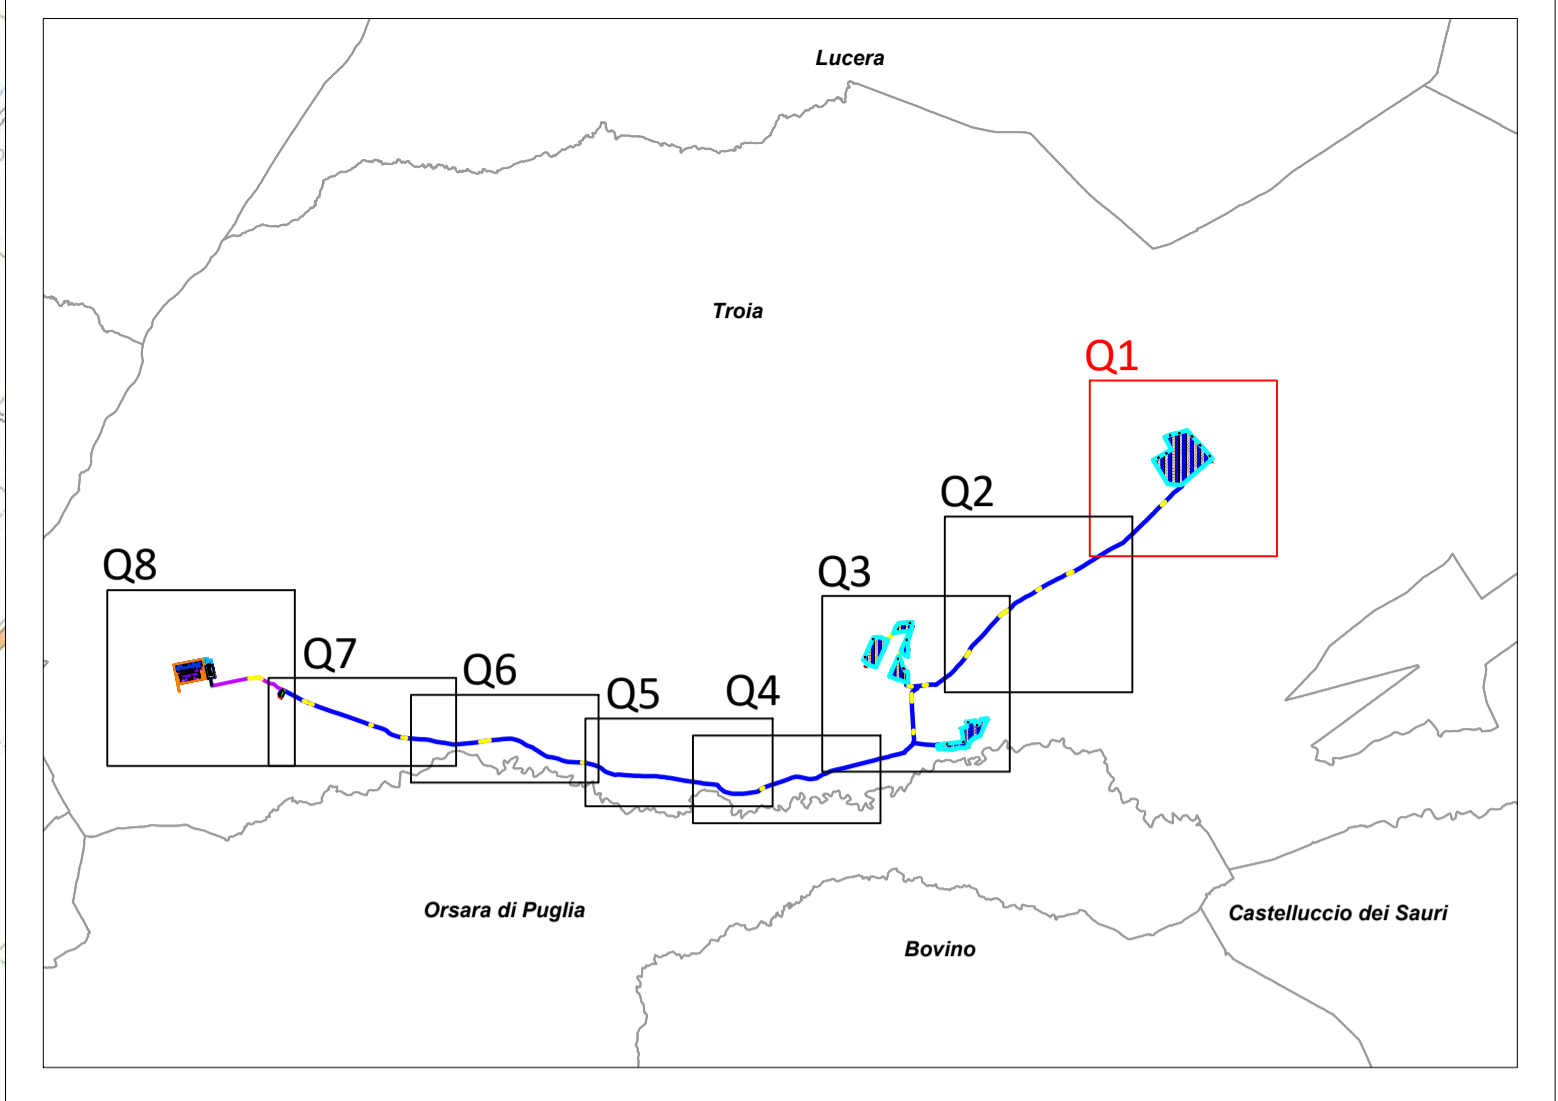 Lucera
Troia
Q1
Q2
Q3
Q8
Q7
Q6
Q5
Q4
Orsara di Puglia
Castelluccio dei Sauri
Bovino